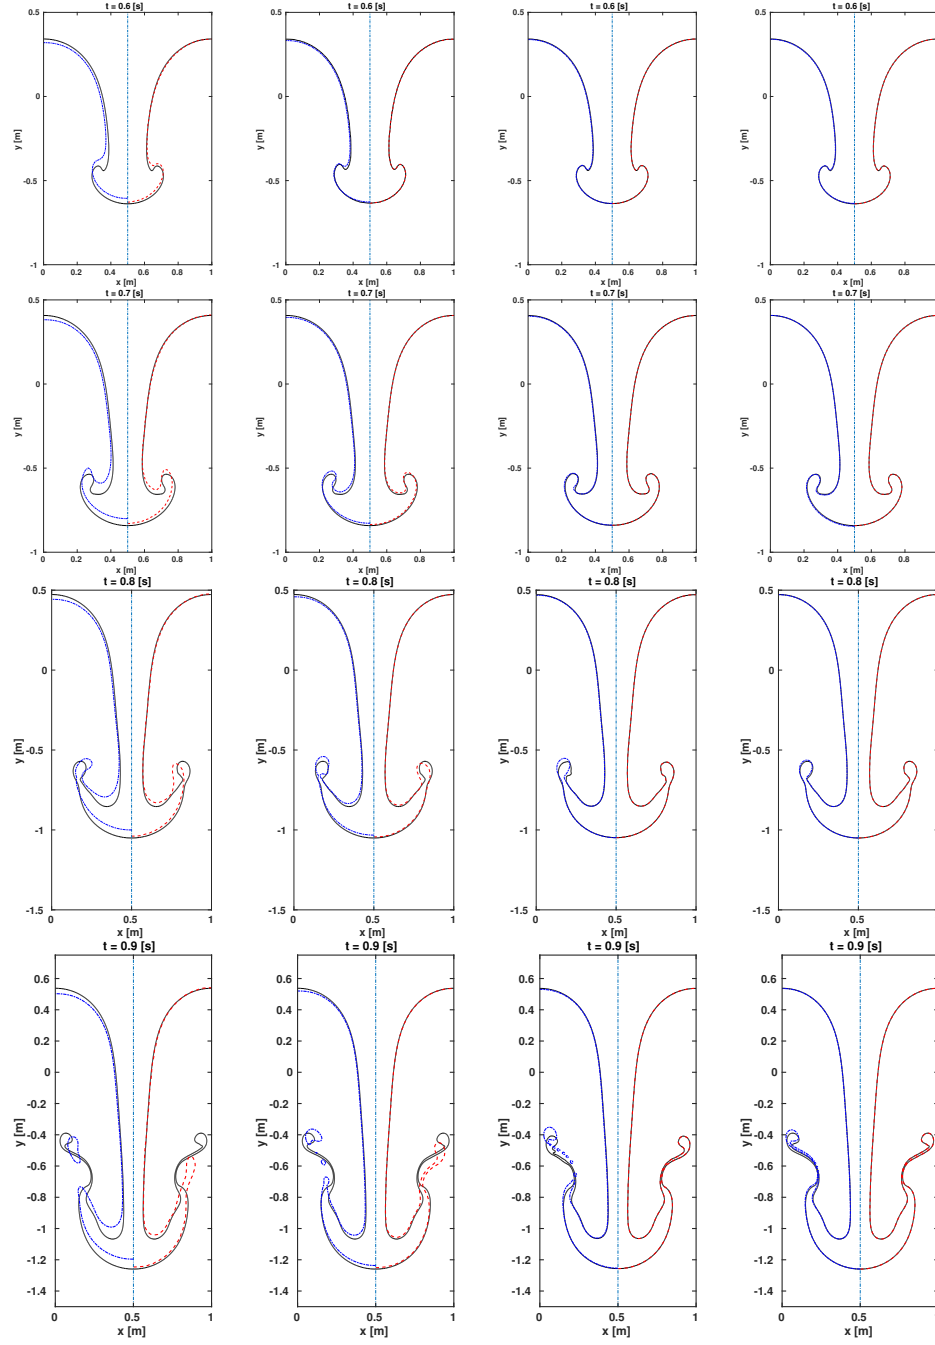 t = 0.6 [s] t = 0.6 [s] t = 0.6 [s] t = 0.6 [s]
0.5 0.5 0.5 0.5
0 0 0 0
y [m] y [m] y [m] y [m]
-0.5 -0.5 -0.5 -0.5
-1 -1 -1 -1
0 0.2 0.4 0.6 0.8 1 0 0.2 0.4 0.6 0.8 1 0 0.2 0.4 0.6 0.8 1 0 0.2 0.4 0.6 0.8
x [m] x [m] x [m] x [m]
t = 0.7 [s] t = 0.7 [s] t = 0.7 [s] t = 0.7 [s]
0.5 0.5 0.5 0.5
0 0 0 0
y [m] y [m] y [m] y [m]
-0.5 -0.5 -0.5 -0.5
-1 -1 -1 -1
0 0.2 0.4 0.6 0.8 1 0 0.2 0.4 0.6 0.8 1 0 0.2 0.4 0.6 0.8 1 0 0.2 0.4 0.6 0.8
x [m] x [m] x [m] x [m]
t = 0.8 [s] t = 0.8 [s] t = 0.8 [s] t = 0.8 [s]
0.5 0.5 0.5 0.5
0 0 0 0
y [m] y [m] y [m] y [m]
-0.5 -0.5 -0.5 -0.5
-1 -1 -1 -1
-1.5 -1.5 -1.5 -1.5
0 0.5 1 0 0.5 1 0 0.5 1 0 0.5
x [m] x [m] x [m] x [m]
t = 0.9 [s] t = 0.9 [s] t = 0.9 [s] t = 0.9 [s]
0.6 0.6 0.6 0.6
0.4 0.4 0.4 0.4
0.2 0.2 0.2 0.2
0 0 0 0
-0.2 -0.2 -0.2 -0.2
y [m] y [m] y [m] y [m]
-0.4 -0.4 -0.4 -0.4
-0.6 -0.6 -0.6 -0.6
-0.8 -0.8 -0.8 -0.8
-1 -1 -1 -1
-1.2 -1.2 -1.2 -1.2
-1.4 -1.4 -1.4 -1.4
0 0.5 1 0 0.5 1 0 0.5 1 0 0.5
x [m] x [m] x [m] x [m]